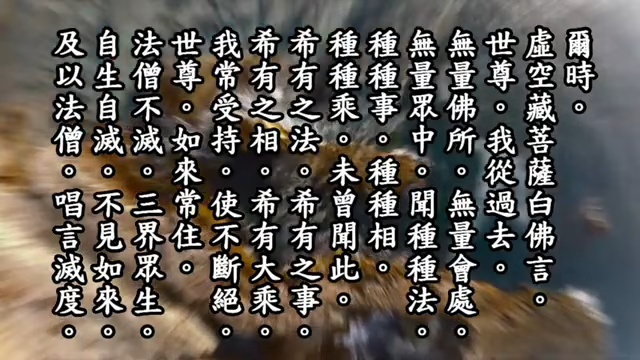 爾時。
虛空藏菩薩白佛言。
世尊。我從過去。
無量佛所。無量會處。
無量眾中。聞種種法。
種種事。種種相。
種種乘。未曾聞此。
希有之法。希有之事。
希有之相。希有大乘。
我常受持。使不斷絕。
世尊。如來常住。
法僧不滅。三界眾生。
自生自滅。不見如來。
及以法僧。唱言滅度。